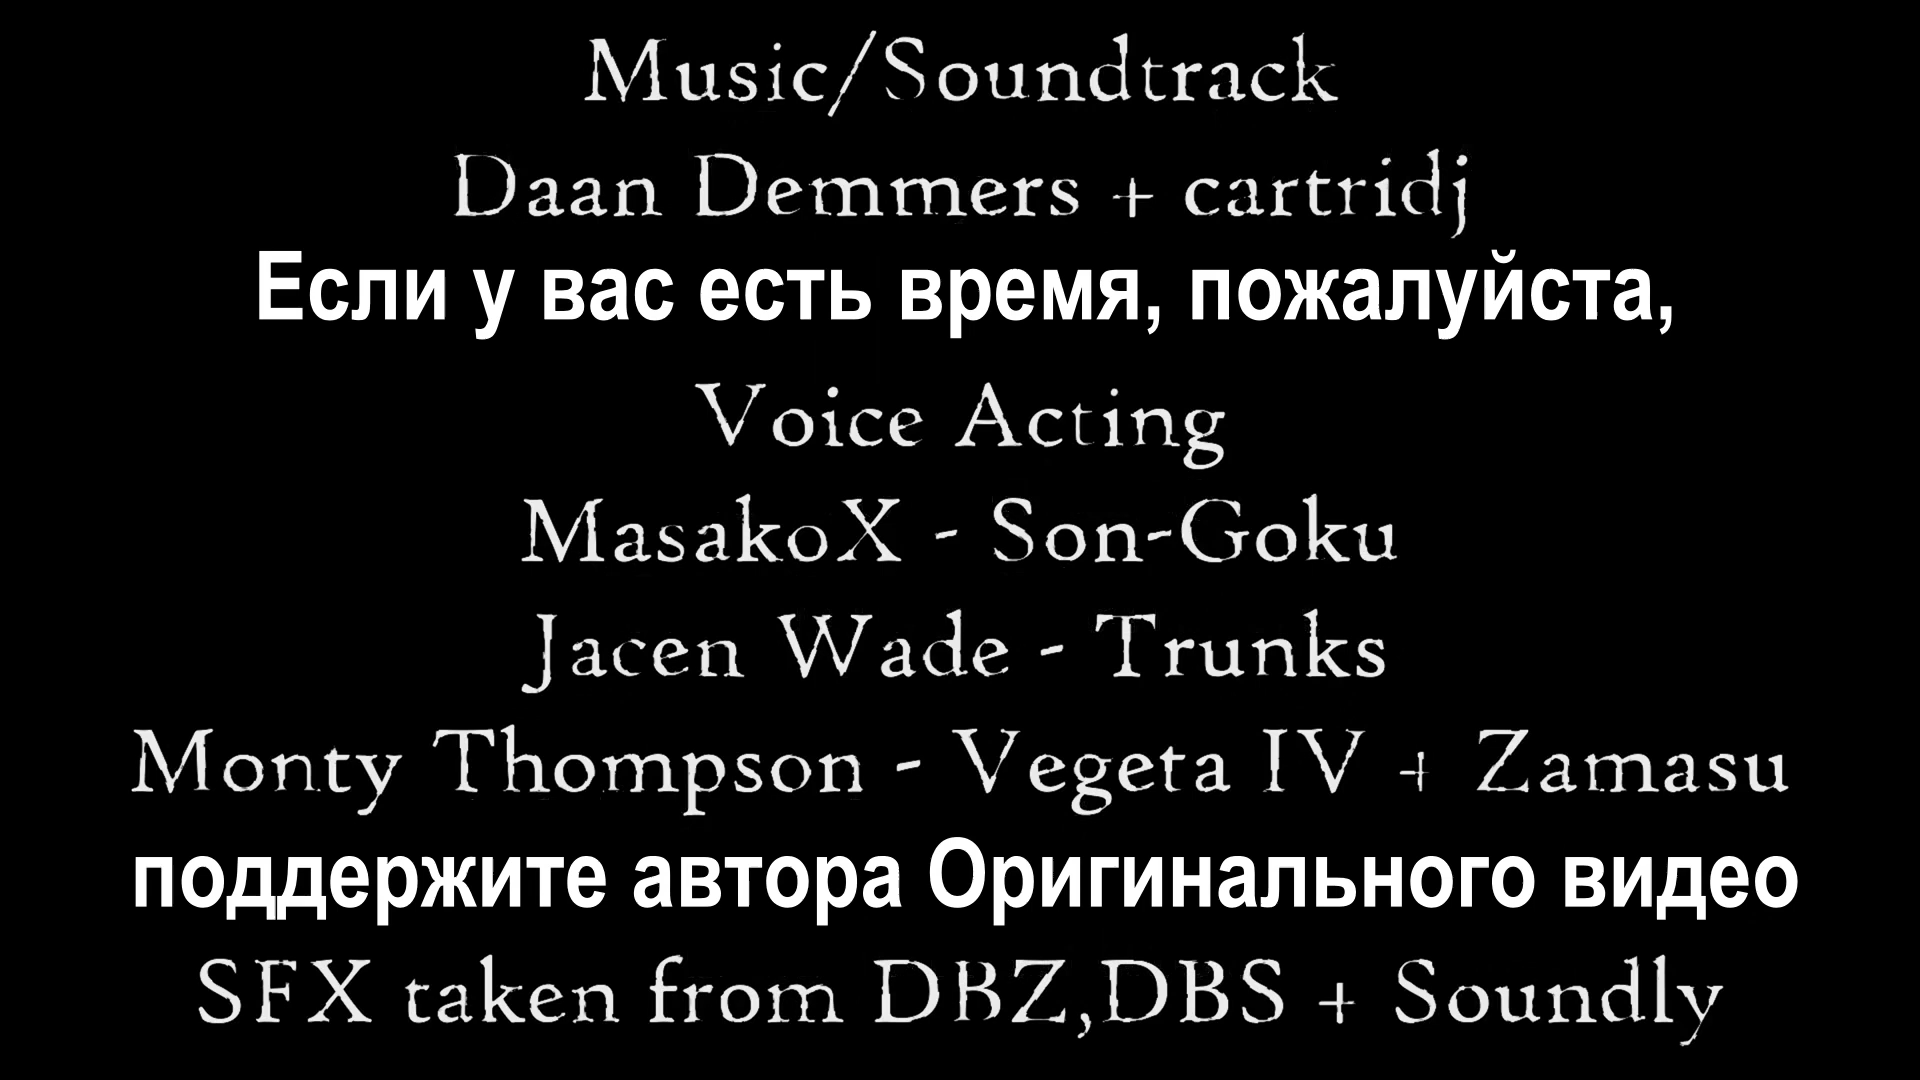 Music/Soundtrack
Daan Demmers + cartridj
Если у вас есть время, пожалуйста,
Voice Acting
MasakoX - Son-Goku
Jacen Wade - Trunks
Monty Thompson - Vegeta IV + Zamasu
поддержите автора Оригинального видео
SFX taken from DBZ,DBS + Soundly